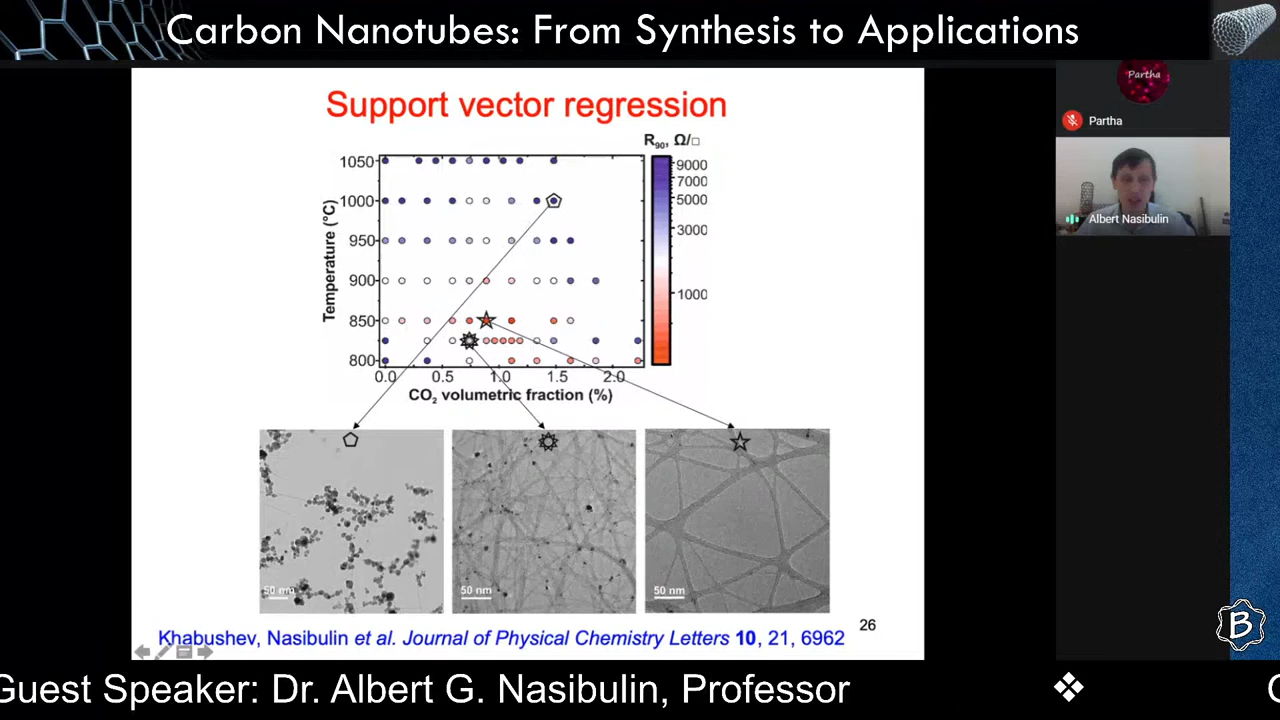 Carbon Nanotubes: From Synthesis to Applications
Support vector regression
R90, Ω/□
Temperature (°C)
1050
1000
950
900
850
800
0.0 0.5 1.0 1.5 2.0
CO2 volumetric fraction (%)
9000
7000
5000
3000
1000
50 nm
50 nm
50 nm
Khabushev, Nasibulin et al. Journal of Physical Chemistry Letters 10, 21, 6962
26
Partha
Partha
Albert Nasibulin
B
Guest Speaker: Dr. Albert G. Nasibulin, Professor ❖